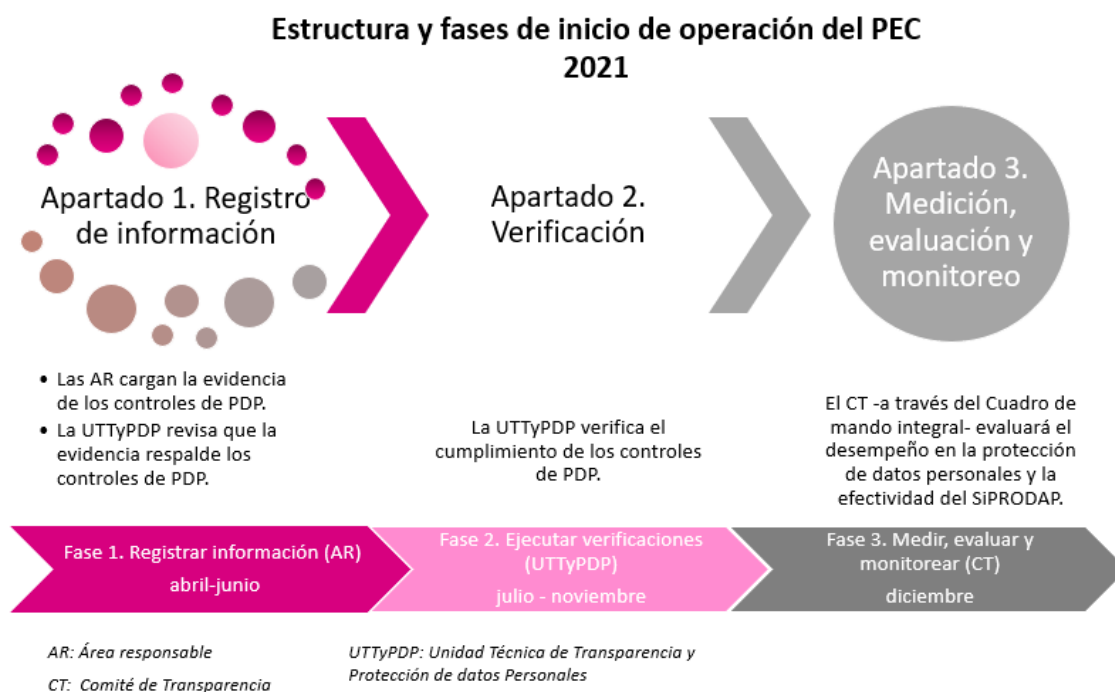 Estructura y fases de inicio de operación del PEC
2021
Apartado 1. Registro
de información
Apartado 2.
Verificación
Apartado 3.
Medición,
evaluación y
monitoreo
• Las AR cargan la evidencia
de los controles de PDP.
• La UTTyPDP revisa que la
evidencia respalde los
controles de PDP.
La UTTyPDP verifica el
cumplimiento de los controles
de PDP.
El CT -a través del Cuadro de
mando integral- evaluará el
desempeño en la protección
de datos personales y la
efectividad del SiPRODAP.
Fase 1. Registrar información (AR)
abril-junio
Fase 2. Ejecutar verificaciones
(UTTyPDP)
julio - noviembre
Fase 3. Medir, evaluar y
monitorear (CT)
diciembre
AR: Área responsable
CT: Comité de Transparencia
UTTyPDP: Unidad Técnica de Transparencia y
Protección de datos Personales